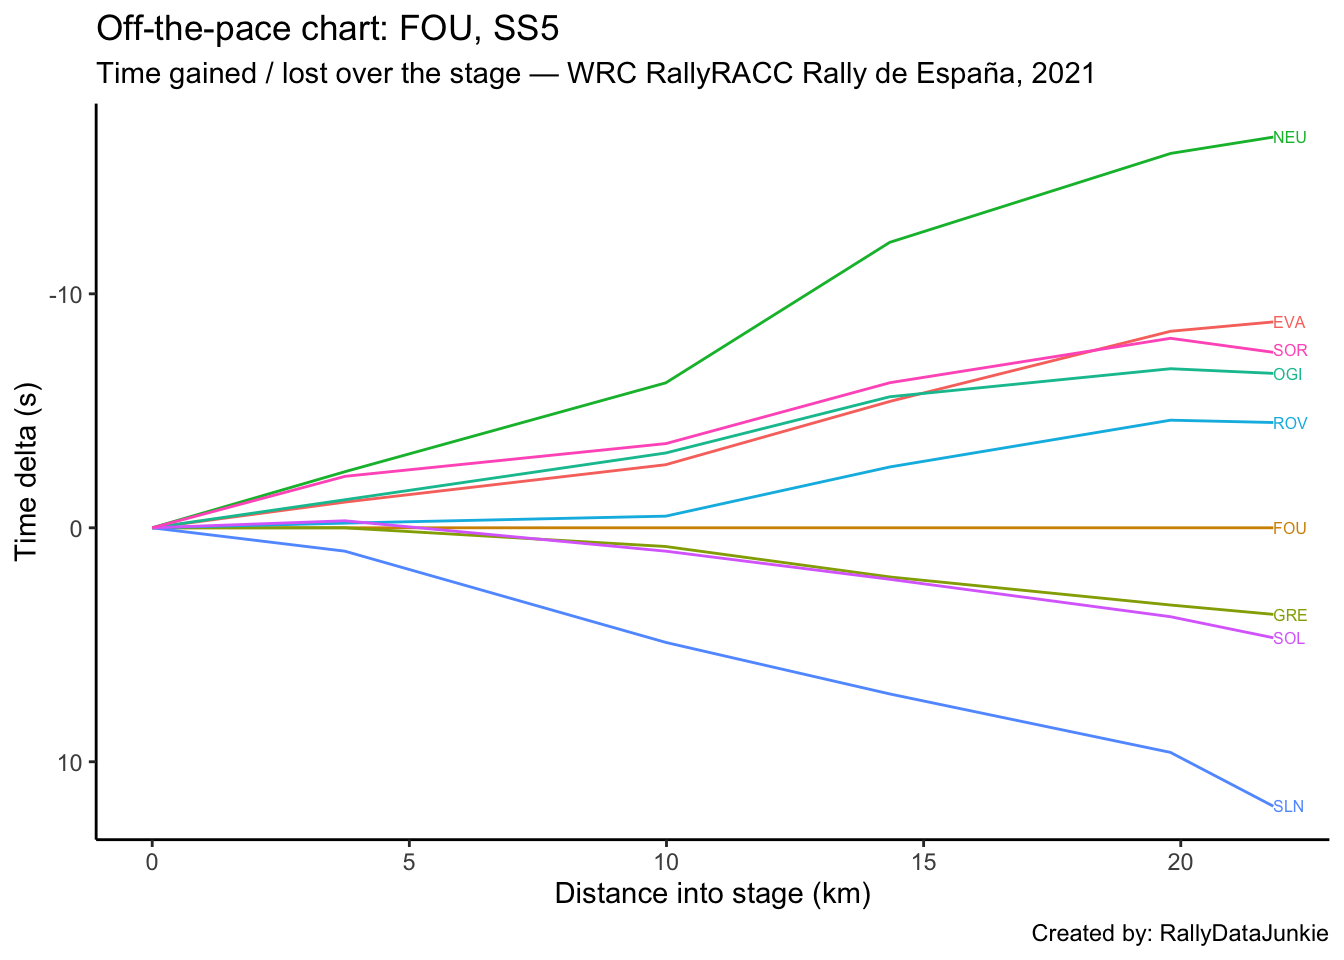 Off-the-pace chart: FOU, SS5
Time gained / lost over the stage — WRC RallyRACC Rally de España, 2021
Time delta (s)
-10
0
10
NEU
EVA
SOR
OGI
ROV
FOU
GRE
SOL
SLN
0 5 10 15 20
Distance into stage (km)
Created by: RallyDataJunkie